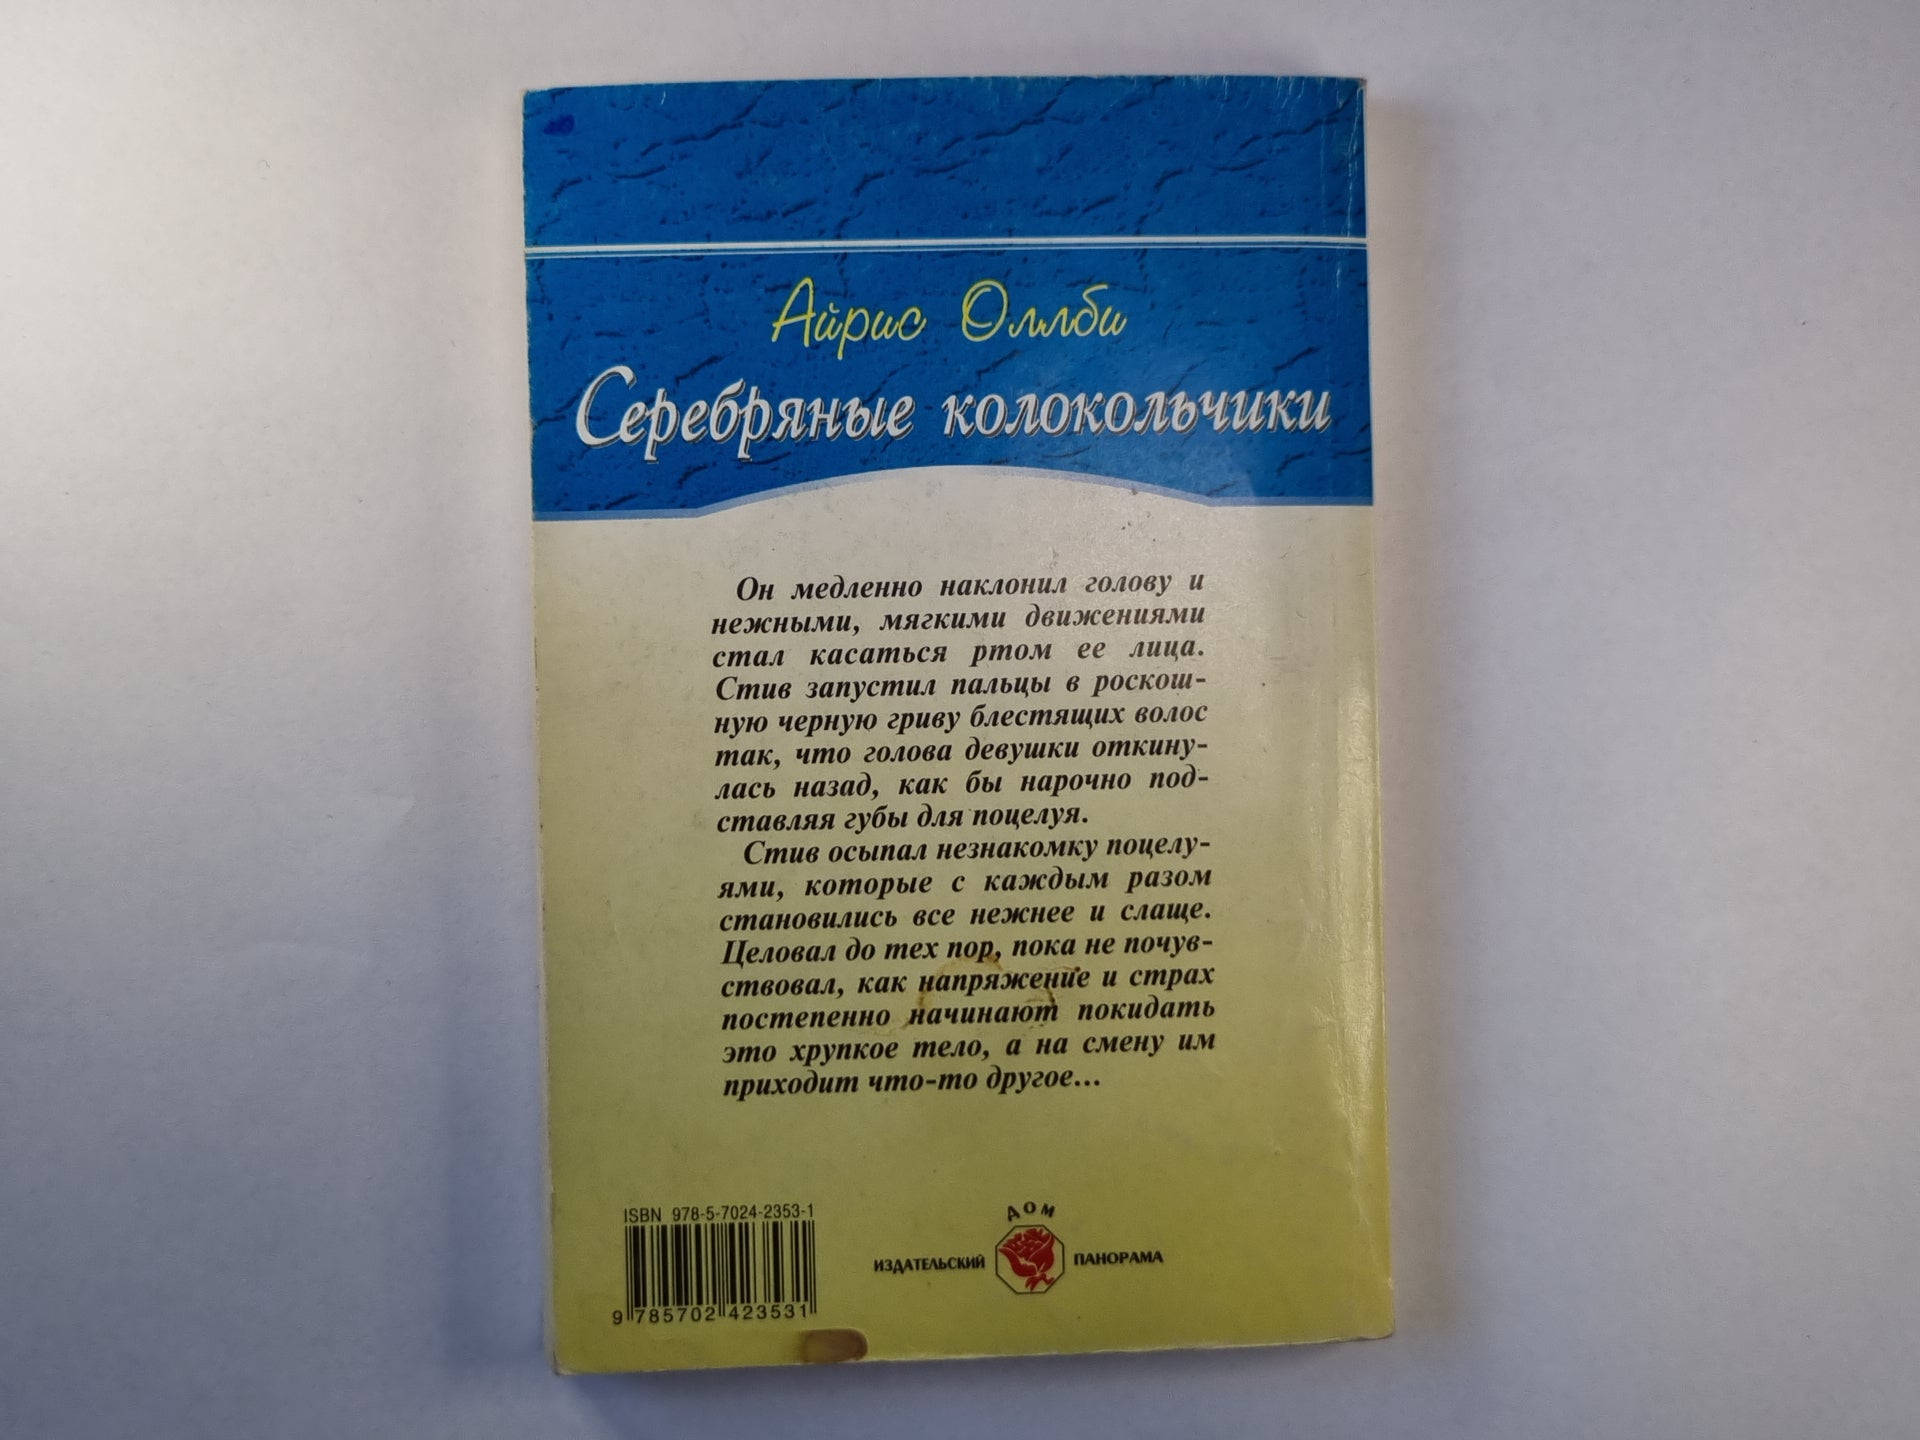 Айрис Оллби
Серебряные колокольчики
Он медленно наклонил голову и
нежными, мягкими движениями
стал касаться ртом ее лица.
Стив запустил пальцы в роскош-
ную черную гриву блестящих волос
так, что голова девушки откину-
лась назад, как бы нарочно под-
ставляя губы для поцелуя.
Стив осыпал незнакомку поцелу-
ями, которые с каждым разом
становились все нежнее и слаще.
Целовал до тех пор, пока не почув-
ствовал, как напряжение и страх
постепенно начинают покидать
это хрупкое тело, а на смену им
приходит что-то другое...
ISBN 978-5-7024-2353-1
9 785702 423531
ИЗДАТЕЛЬСКИЙ ДОМ ПАНОРАМА